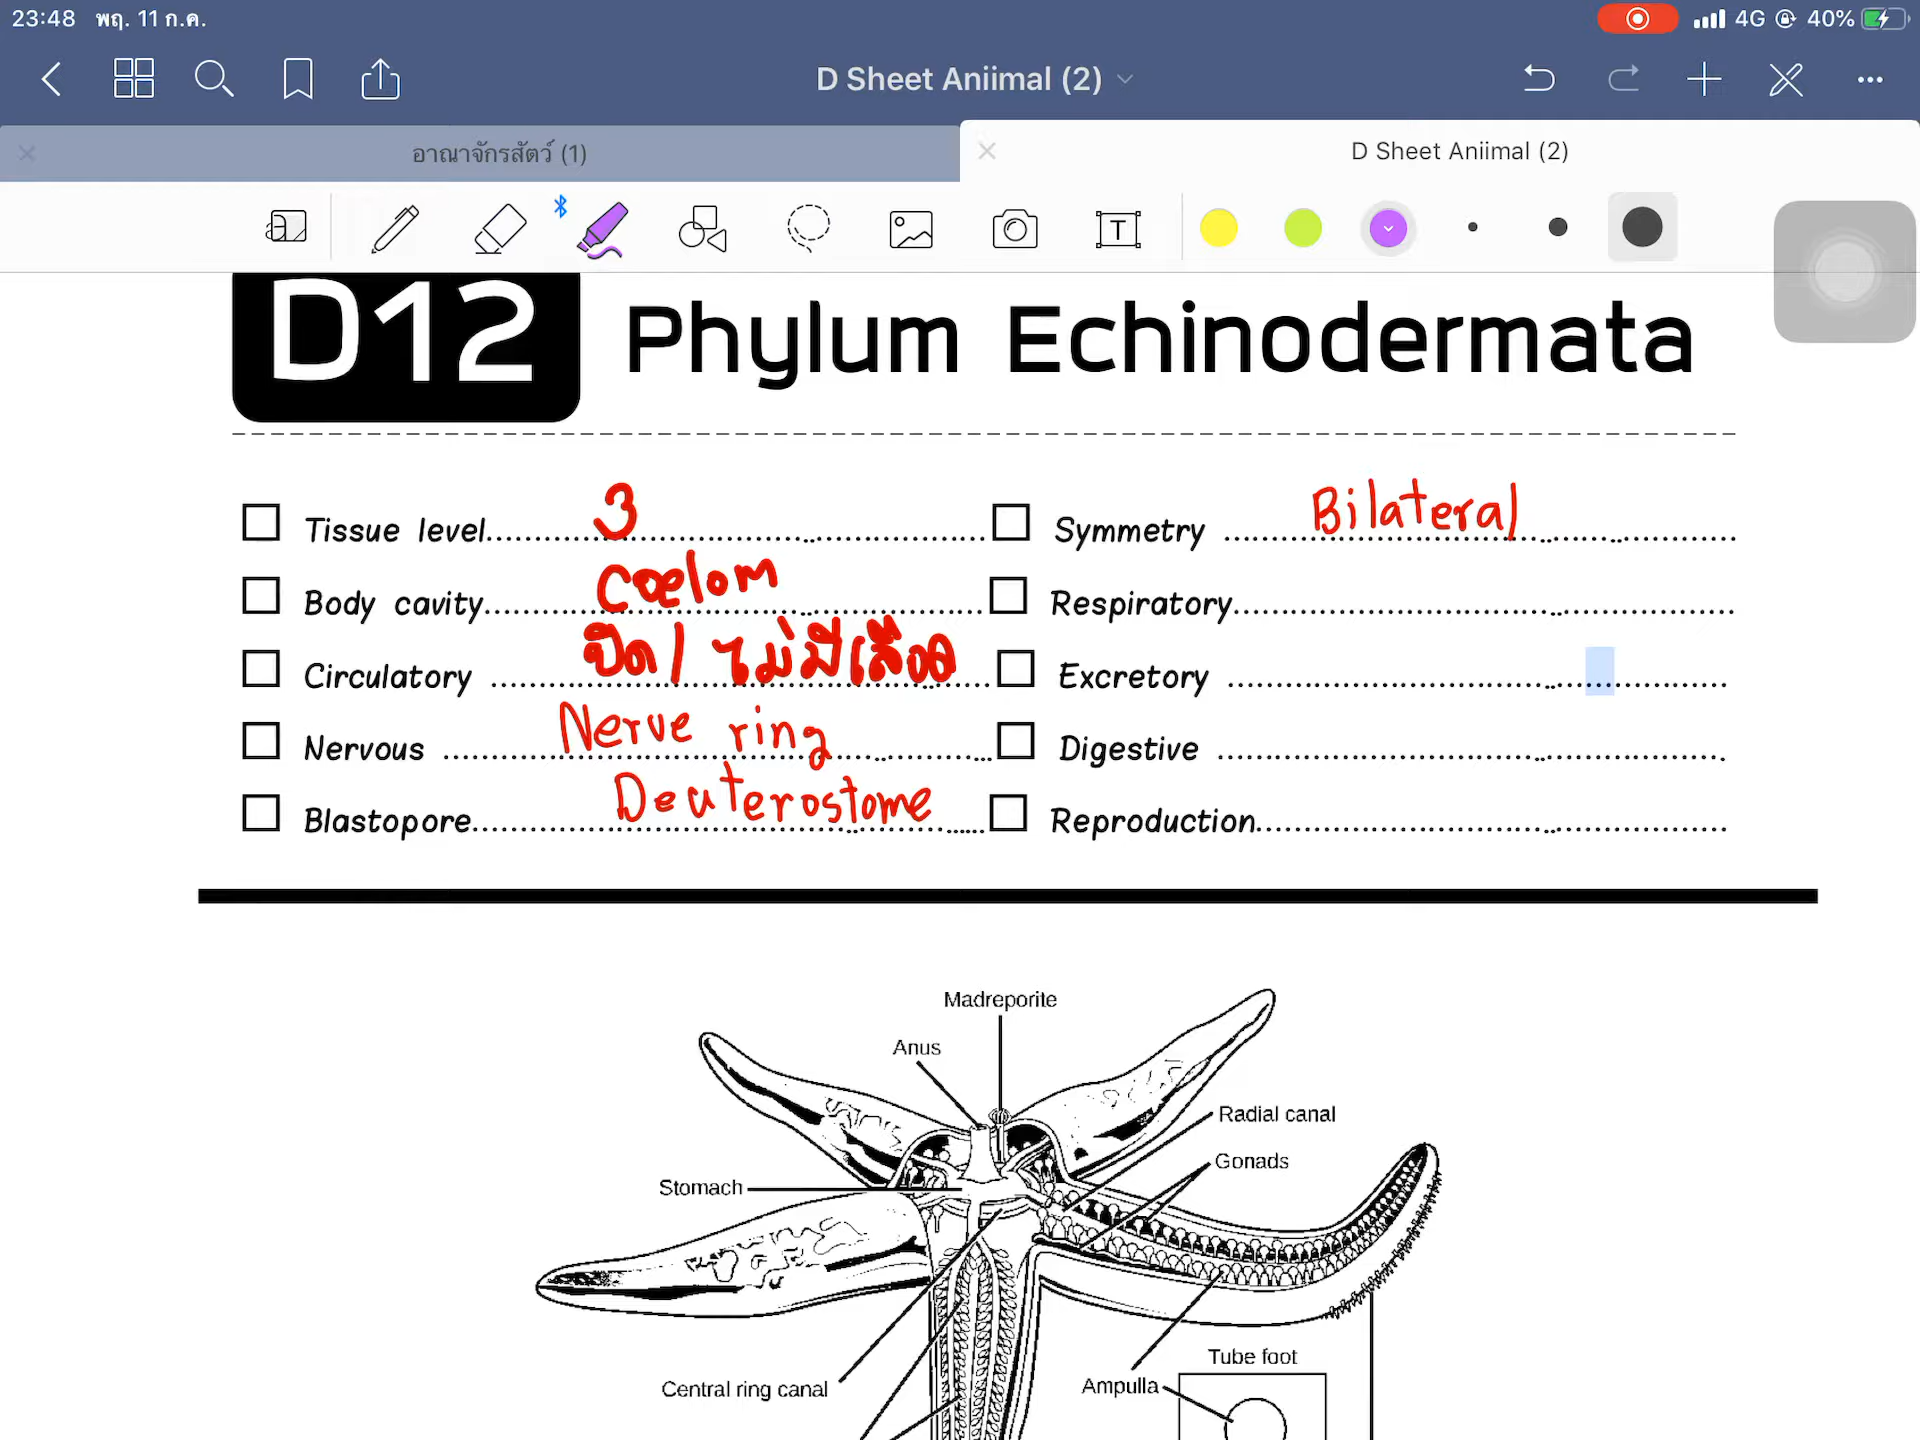 23:48 พฤ. 11 ก.ค. 4G 40%
D Sheet Aniimal (2)
อาณาจักรสัตว์ (1) D Sheet Aniimal (2)
D12 Phylum Echinodermata
Tissue level 3 Symmetry Bilateral
Body cavity Coelom Respiratory
Circulatory ปิด / ไม่มีเลือด Excretory
Nervous Nerve ring Digestive
Blastopore Deuterostome Reproduction
Madreporite
Anus
Radial canal
Gonads
Stomach
Tube foot
Central ring canal
Ampulla